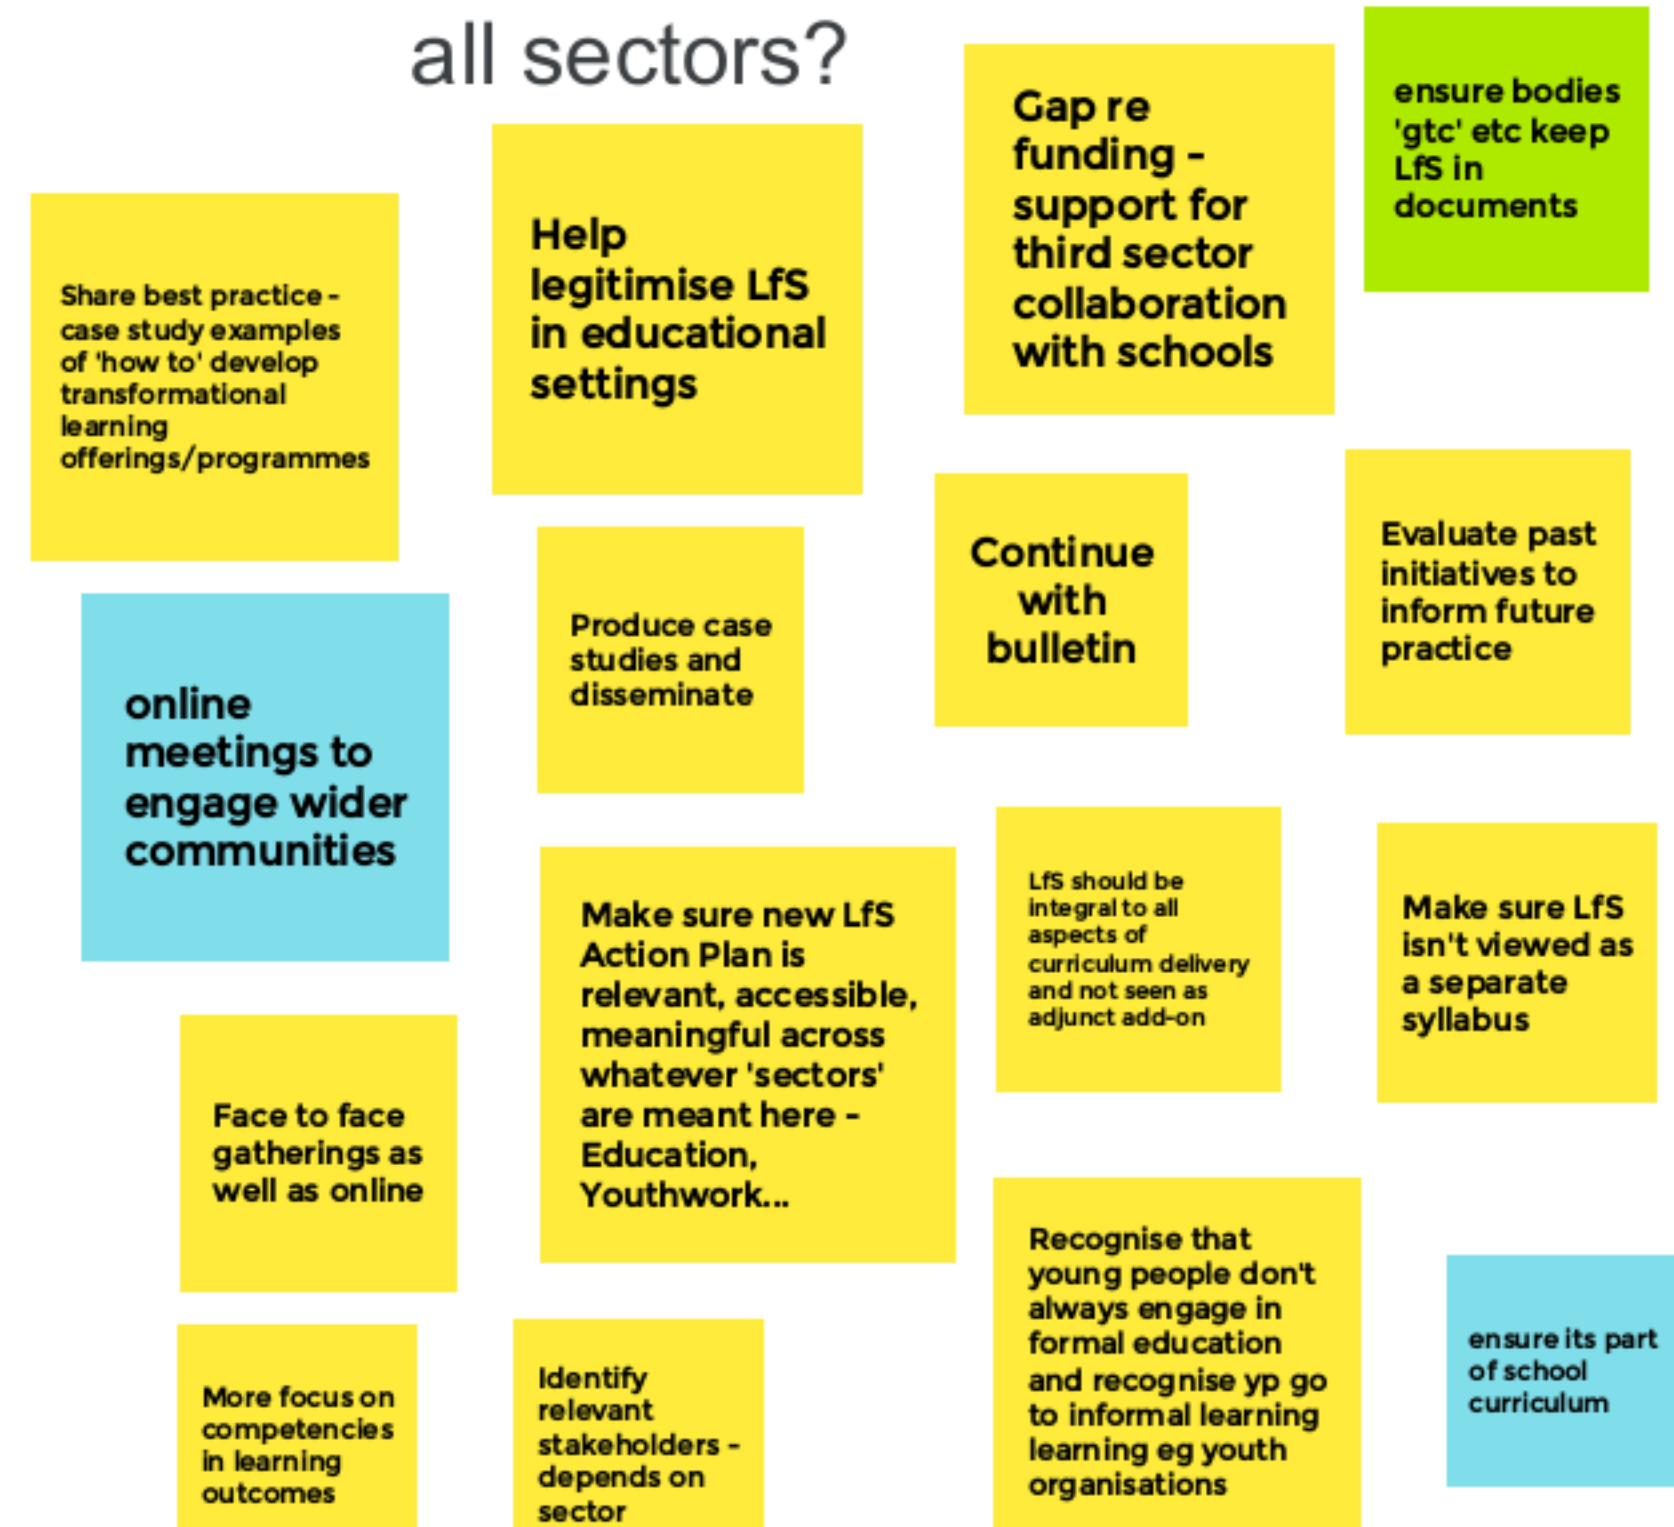 all sectors?
Gap re
funding -
support for
third sector
collaboration
with schools
ensure bodies
'gtc' etc keep
LfS in
documents
Share best practice -
case study examples
of 'how to' develop
transformational
learning
offerings/programmes
Help
legitimise LfS
in educational
settings
Continue
with
bulletin
Evaluate past
initiatives to
inform future
practice
online
meetings to
engage wider
communities
Produce case
studies and
disseminate
Make sure new LfS
Action Plan is
relevant, accessible,
meaningful across
whatever 'sectors'
are meant here -
Education,
Youthwork...
LfS should be
integral to all
aspects of
curriculum delivery
and not seen as
adjunct add-on
Make sure LfS
isn't viewed as
a separate
syllabus
Face to face
gatherings as
well as online
Recognise that
young people don't
always engage in
formal education
and recognise yp go
to informal learning
learning eg youth
organisations
ensure its part
of school
curriculum
More focus on
competencies
in learning
outcomes
Identify
relevant
stakeholders -
depends on
sector